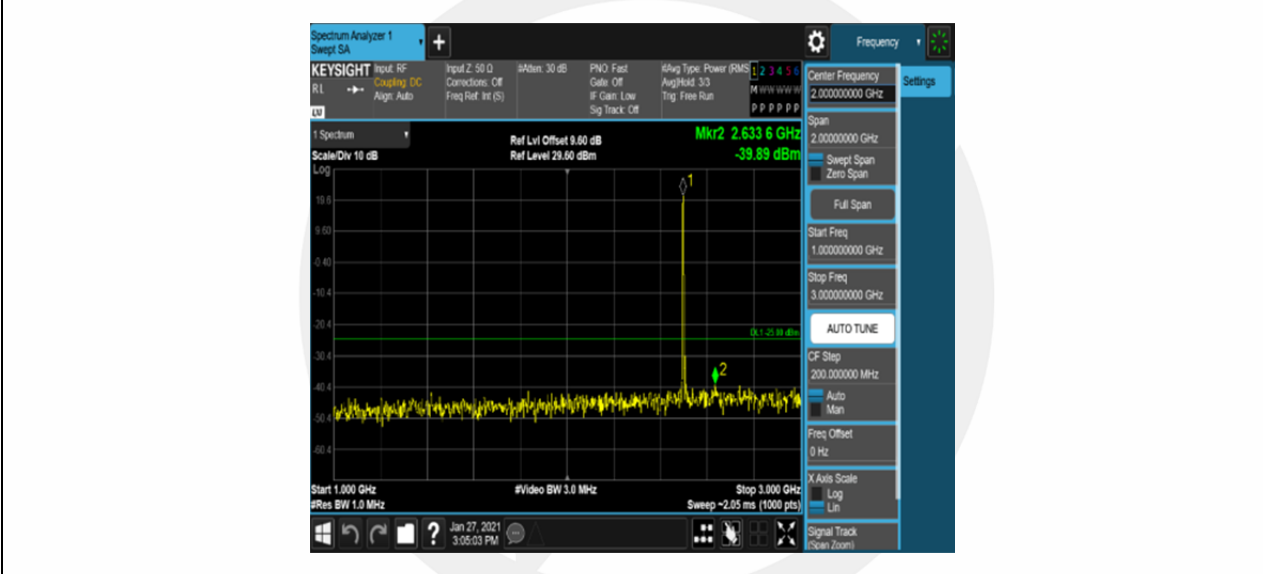 Spectrum Analyzer 1
Swept SA
+
Frequency
KEYSIGHT
RL
Input: RF
Coupling: DC
Align: Auto
Input Z: 50 Ω
Corrections: Off
Freq Ref: Int (S)
#Atten: 30 dB
PNO: Fast
Gate: Off
IF Gain: Low
Sig Track: Off
#Avg Type: Power (RMS
Avg|Hold: 3/3
Trig: Free Run
1 2 3 4 5 6
M W W W W W
P P P P P P
1 Spectrum
Scale/Div 10 dB
Log
Ref Lvl Offset 9.60 dB
Ref Level 29.60 dBm
Mkr2 2.633 6 GHz
-39.89 dBm
19.6
9.60
-0.40
-10.4
-20.4
-30.4
-40.4
-50.4
-60.4
1
2
Start 1.000 GHz
#Res BW 1.0 MHz
#Video BW 3.0 MHz
Stop 3.000 GHz
Sweep ~2.05 ms (1000 pts)
?
Jan 27, 2021
3:05:03 PM
Center Frequency
2.000000000 GHz
Settings
Span
2.00000000 GHz
Swept Span
Zero Span
Full Span
Start Freq
1.000000000 GHz
Stop Freq
3.000000000 GHz
AUTO TUNE
CF Step
200.000000 MHz
Auto
Man
Freq Offset
0 Hz
X Axis Scale
Log
Lin
Signal Track
(Span Zoom)